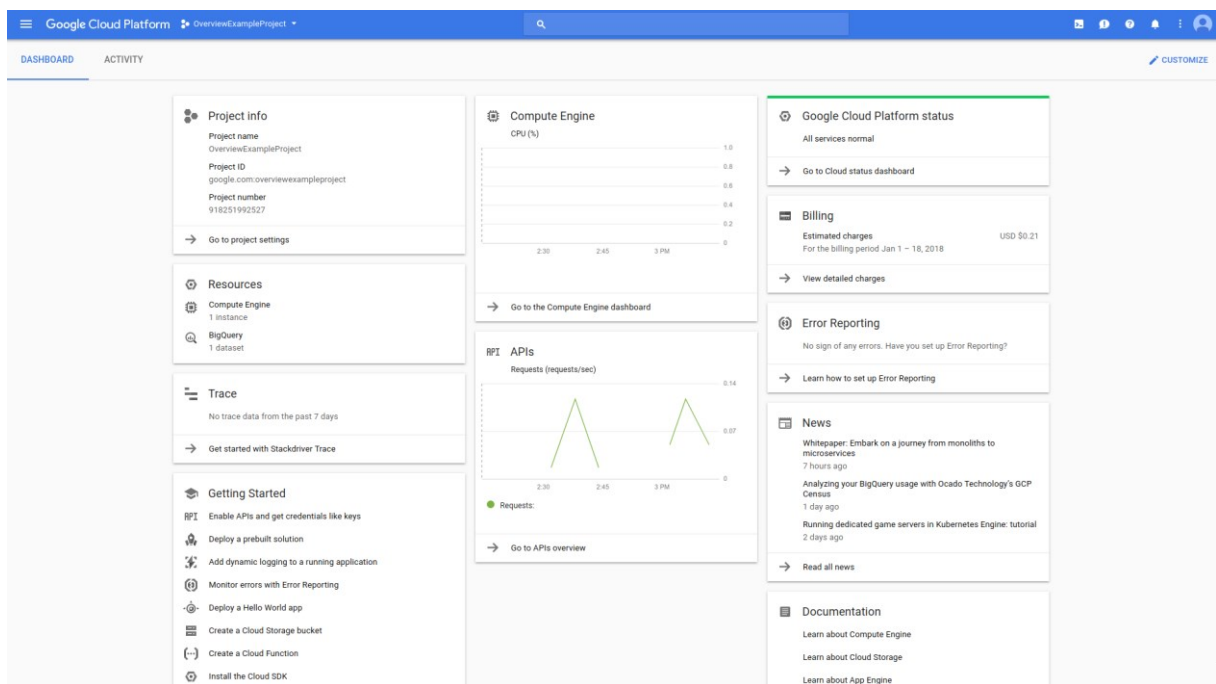 Google Cloud Platform OverviewExampleProject
DASHBOARD ACTIVITY CUSTOMIZE
Project info
Project name
OverviewExampleProject
Project ID
google.com:overviewexampleproject
Project number
918251992527
Go to project settings
Resources
Compute Engine
1 instance
BigQuery
1 dataset
Trace
No trace data from the past 7 days
Get started with Stackdriver Trace
Getting Started
API Enable APIs and get credentials like keys
Deploy a prebuilt solution
Add dynamic logging to a running application
Monitor errors with Error Reporting
Deploy a Hello World app
Create a Cloud Storage bucket
Create a Cloud Function
Install the Cloud SDK
Compute Engine
CPU (%)
1.0
0.8
0.6
0.4
0.2
0
2:30 2:45 3 PM
Go to the Compute Engine dashboard
API APIs
Requests (requests/sec)
0.14
0.07
0
2:30 2:45 3 PM
Requests:
Go to APIs overview
Google Cloud Platform status
All services normal
Go to Cloud status dashboard
Billing
Estimated charges USD $0.21
For the billing period Jan 1 – 18, 2018
View detailed charges
Error Reporting
No sign of any errors. Have you set up Error Reporting?
Learn how to set up Error Reporting
News
Whitepaper: Embark on a journey from monoliths to
microservices
7 hours ago
Analyzing your BigQuery usage with Ocado Technology's GCP
Census
1 day ago
Running dedicated game servers in Kubernetes Engine: tutorial
2 days ago
Read all news
Documentation
Learn about Compute Engine
Learn about Cloud Storage
Learn about App Engine